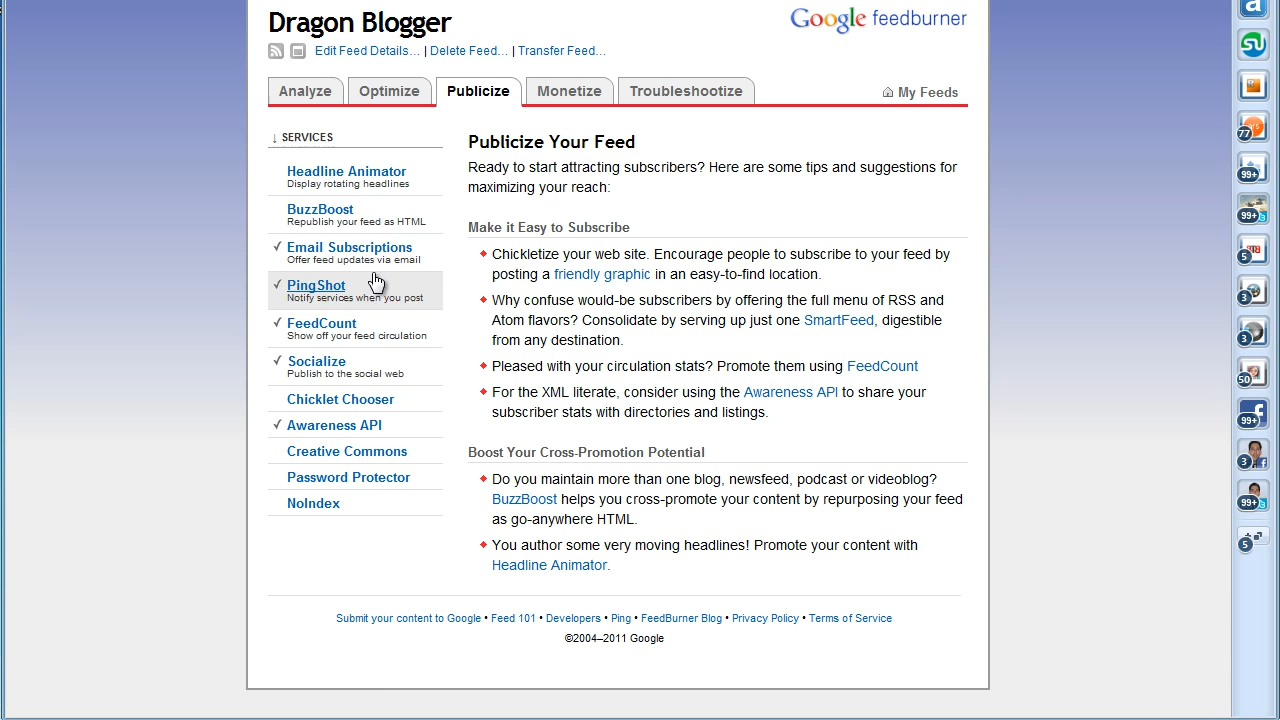 Dragon Blogger
Google feedburner
Edit Feed Details... | Delete Feed... | Transfer Feed...
Analyze
Optimize
Publicize
Monetize
Troubleshootize
My Feeds
↓ SERVICES
Headline Animator
Display rotating headlines
BuzzBoost
Republish your feed as HTML
✓ Email Subscriptions
Offer feed updates via email
✓ PingShot
Notify services when you post
✓ FeedCount
Show off your feed circulation
✓ Socialize
Publish to the social web
Chicklet Chooser
✓ Awareness API
Creative Commons
Password Protector
NoIndex
Publicize Your Feed
Ready to start attracting subscribers? Here are some tips and suggestions for
maximizing your reach:
Make it Easy to Subscribe
Chickletize your web site. Encourage people to subscribe to your feed by
posting a friendly graphic in an easy-to-find location.
Why confuse would-be subscribers by offering the full menu of RSS and
Atom flavors? Consolidate by serving up just one SmartFeed, digestible
from any destination.
Pleased with your circulation stats? Promote them using FeedCount
For the XML literate, consider using the Awareness API to share your
subscriber stats with directories and listings.
Boost Your Cross-Promotion Potential
Do you maintain more than one blog, newsfeed, podcast or videoblog?
BuzzBoost helps you cross-promote your content by repurposing your feed
as go-anywhere HTML.
You author some very moving headlines! Promote your content with
Headline Animator.
Submit your content to Google • Feed 101 • Developers • Ping • FeedBurner Blog • Privacy Policy • Terms of Service
©2004–2011 Google
a
77
99+
99+
5
3
3
50
99+
3
99+
5